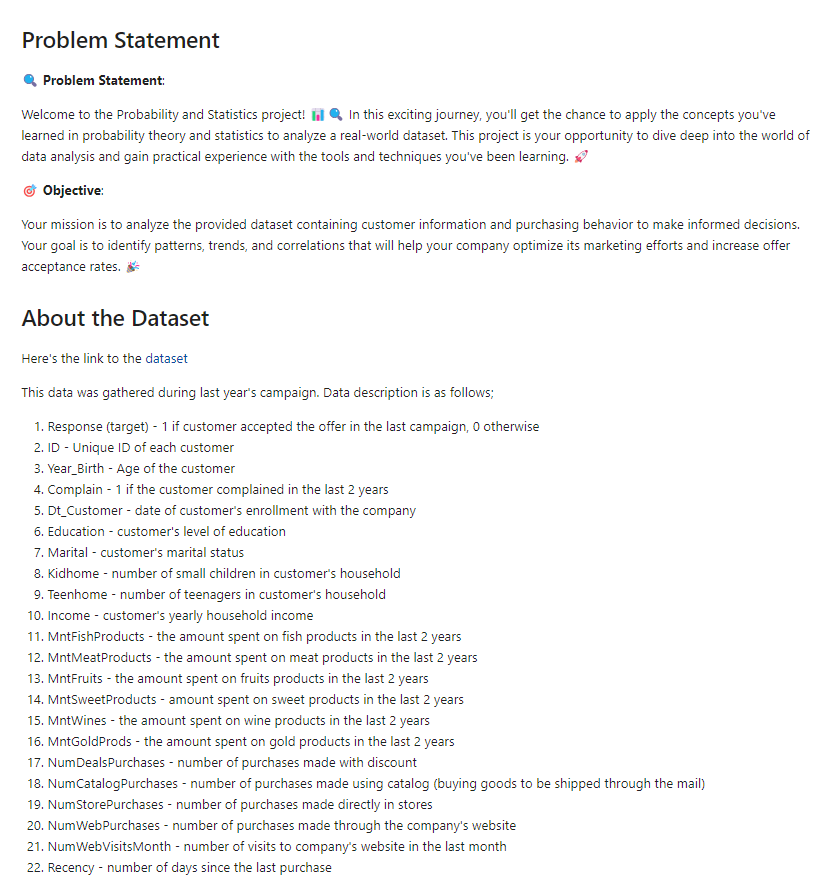 Problem Statement
🔍 Problem Statement:
Welcome to the Probability and Statistics project! 📊 🔍 In this exciting journey, you'll get the chance to apply the concepts you've
learned in probability theory and statistics to analyze a real-world dataset. This project is your opportunity to dive deep into the world of
data analysis and gain practical experience with the tools and techniques you've been learning. 🚀
🎯 Objective:
Your mission is to analyze the provided dataset containing customer information and purchasing behavior to make informed decisions.
Your goal is to identify patterns, trends, and correlations that will help your company optimize its marketing efforts and increase offer
acceptance rates. 🎉
About the Dataset
Here's the link to the dataset
This data was gathered during last year's campaign. Data description is as follows;
1. Response (target) - 1 if customer accepted the offer in the last campaign, 0 otherwise
2. ID - Unique ID of each customer
3. Year_Birth - Age of the customer
4. Complain - 1 if the customer complained in the last 2 years
5. Dt_Customer - date of customer's enrollment with the company
6. Education - customer's level of education
7. Marital - customer's marital status
8. Kidhome - number of small children in customer's household
9. Teenhome - number of teenagers in customer's household
10. Income - customer's yearly household income
11. MntFishProducts - the amount spent on fish products in the last 2 years
12. MntMeatProducts - the amount spent on meat products in the last 2 years
13. MntFruits - the amount spent on fruits products in the last 2 years
14. MntSweetProducts - amount spent on sweet products in the last 2 years
15. MntWines - the amount spent on wine products in the last 2 years
16. MntGoldProds - the amount spent on gold products in the last 2 years
17. NumDealsPurchases - number of purchases made with discount
18. NumCatalogPurchases - number of purchases made using catalog (buying goods to be shipped through the mail)
19. NumStorePurchases - number of purchases made directly in stores
20. NumWebPurchases - number of purchases made through the company's website
21. NumWebVisitsMonth - number of visits to company's website in the last month
22. Recency - number of days since the last purchase